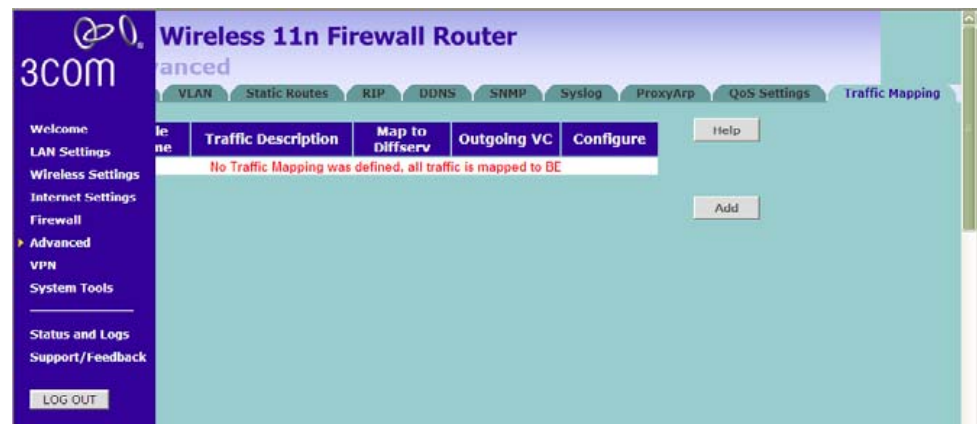 3COM
Wireless 11n Firewall Router
vanced
VLAN Static Routes RIP DDNS SNMP Syslog ProxyArp QoS Settings Traffic Mapping
Welcome
LAN Settings
Wireless Settings
Internet Settings
Firewall
Advanced
VPN
System Tools
Status and Logs
Support/Feedback
LOG OUT
le
me
Traffic Description
Map to
Diffserv
Outgoing VC
Configure
No Traffic Mapping was defined, all traffic is mapped to BE
Help
Add